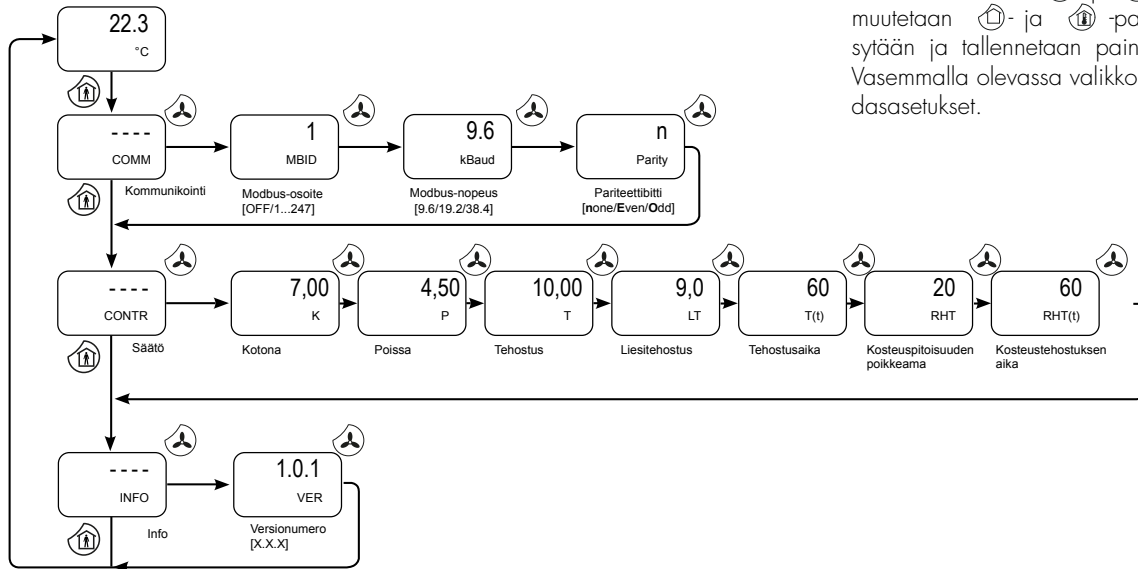 22.3
°C
muutetaan - ja
sytään ja tallennetaan
Vasemmalla olevassa
dasasetukset.
- - - -
COMM
Kommunikointi
1
MBID
Modbus-osoite
[OFF/1...247]
9.6
kBaud
Modbus-nopeus
[9.6/19.2/38.4]
n
Parity
Pariteettibitti
[none/Even/Odd]
- - - -
CONTR
Säätö
7,00
K
Kotona
4,50
P
Poissa
10,00
T
Tehostus
9,0
LT
Liesitehostus
60
T(t)
Tehostusaika
20
RHT
Kosteuspitoisuuden
poikkeama
60
RHT(t)
Kosteustehostuksen
aika
- - - -
INFO
Info
1.0.1
VER
Versionumero
[X.X.X]